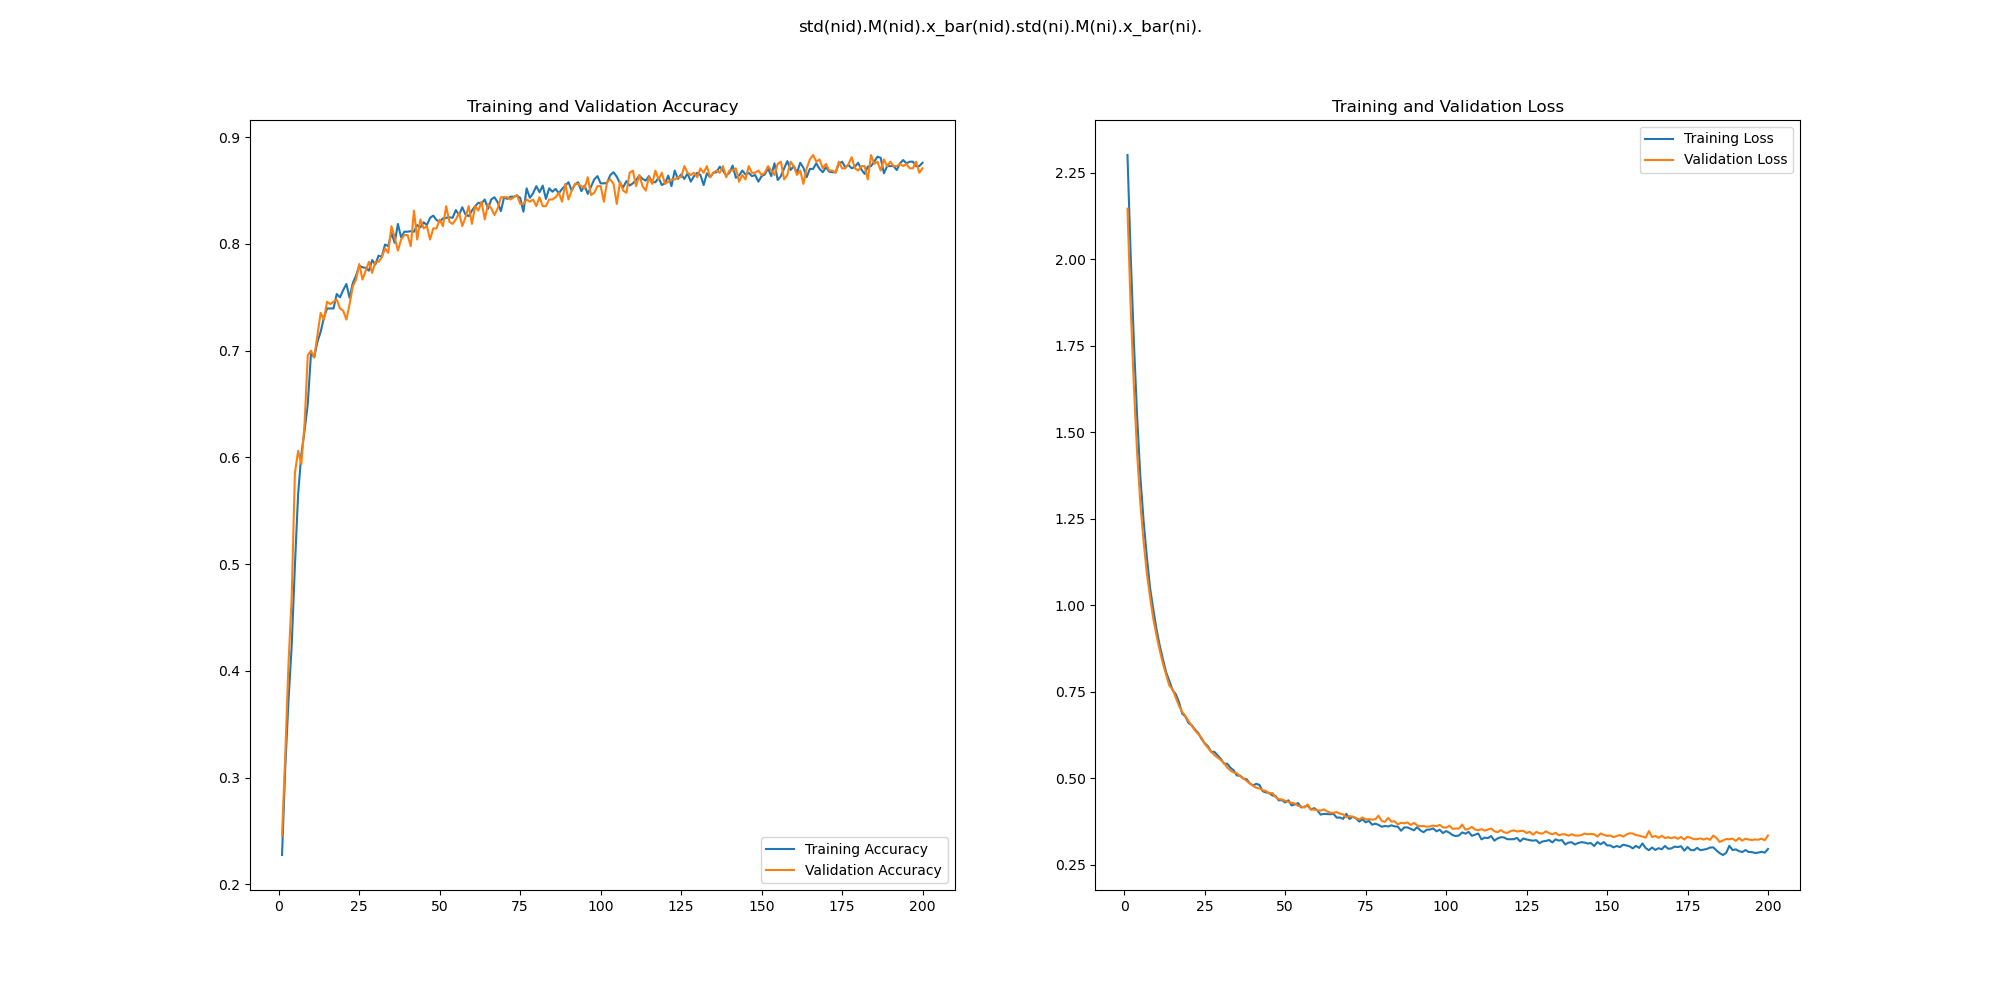 std(nid).M(nid).x_bar(nid).std(ni).M(ni).x_bar(ni).
Training and Validation Accuracy
0.9
0.8
0.7
0.6
0.5
0.4
0.3
0.2
0 25 50 75 100 125 150 175 200
Training Accuracy
Validation Accuracy
Training and Validation Loss
2.25
2.00
1.75
1.50
1.25
1.00
0.75
0.50
0.25
0 25 50 75 100 125 150 175 200
Training Loss
Validation Loss